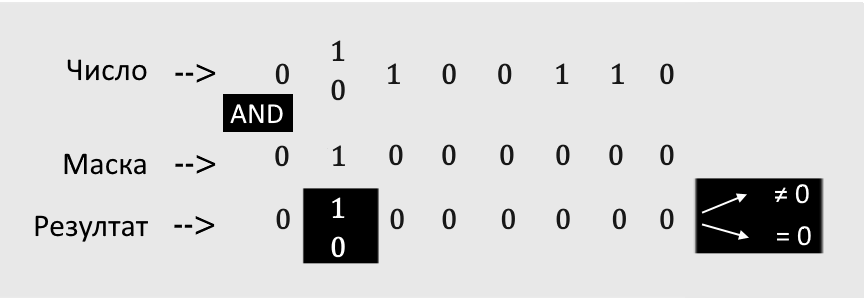 1
Число --> 0 1 0 0 1 1 0
0
AND
Маска --> 0 1 0 0 0 0 0 0
1 ≠ 0
Резултат --> 0 0 0 0 0 0 0
0 = 0